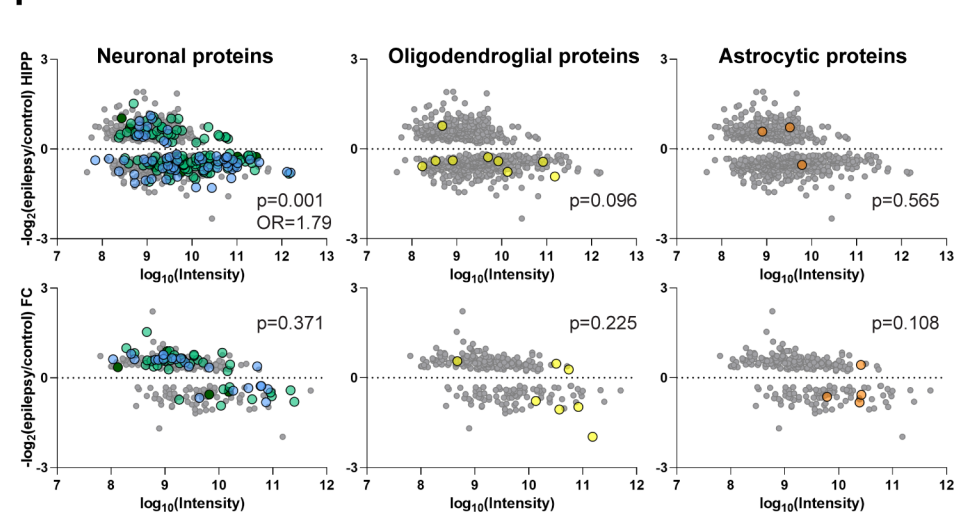 Neuronal proteins
Oligodendroglial proteins
Astrocytic proteins
-log2(epilepsy/control) HIPP
3
0
-3
p=0.001
OR=1.79
7 8 9 10 11 12 13
log10(Intensity)
3
0
-3
p=0.096
7 8 9 10 11 12 13
log10(Intensity)
3
0
-3
p=0.565
7 8 9 10 11 12 13
log10(Intensity)
-log2(epilepsy/control) FC
3
0
-3
p=0.371
7 8 9 10 11 12
log10(Intensity)
3
0
-3
p=0.225
7 8 9 10 11 12
log10(Intensity)
3
0
-3
p=0.108
7 8 9 10 11 12
log10(Intensity)